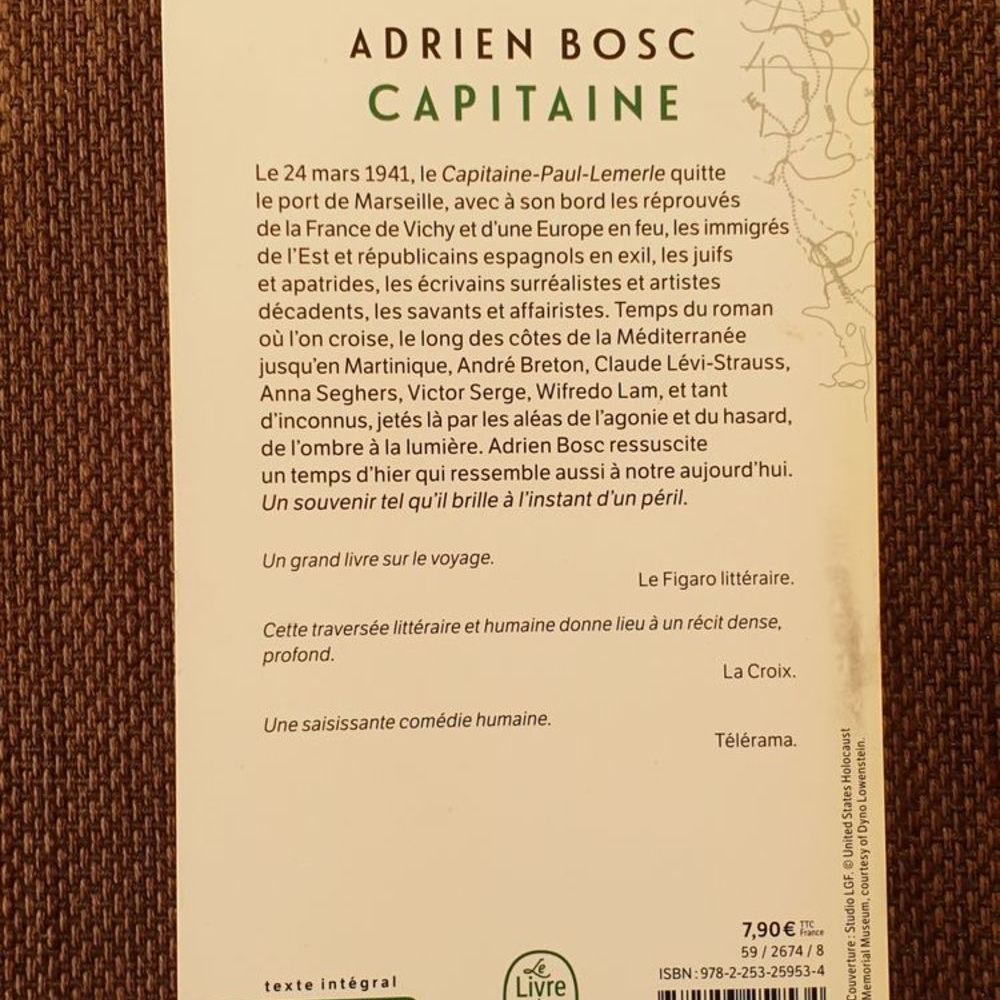 ADRIEN BOSC
CAPITAINE
Le 24 mars 1941, le Capitaine-Paul-Lemerle quitte
le port de Marseille, avec à son bord les réprouvés
de la France de Vichy et d'une Europe en feu, les immigrés
de l'Est et républicains espagnols en exil, les juifs
et apatrides, les écrivains surréalistes et artistes
décadents, les savants et affairistes. Temps du roman
où l'on croise, le long des côtes de la Méditerranée
jusqu'en Martinique, André Breton, Claude Lévi-Strauss,
Anna Seghers, Victor Serge, Wifredo Lam, et tant
d'inconnus, jetés là par les aléas de l'agonie et du hasard,
de l'ombre à la lumière. Adrien Bosc ressuscite
un temps d'hier qui ressemble aussi à notre aujourd'hui.
Un souvenir tel qu'il brille à l'instant d'un péril.
Un grand livre sur le voyage.
Le Figaro littéraire.
Cette traversée littéraire et humaine donne lieu à un récit dense,
profond.
La Croix.
Une saisissante comédie humaine.
Télérama.
7,90 € TTC
France
59 / 2674 / 8
ISBN : 978-2-253-25953-4
texte intégral
Le
Livre
ouverture : Studio LGF. © United States Holocaust
Memorial Museum, courtesy of Dyno Lowenstein.